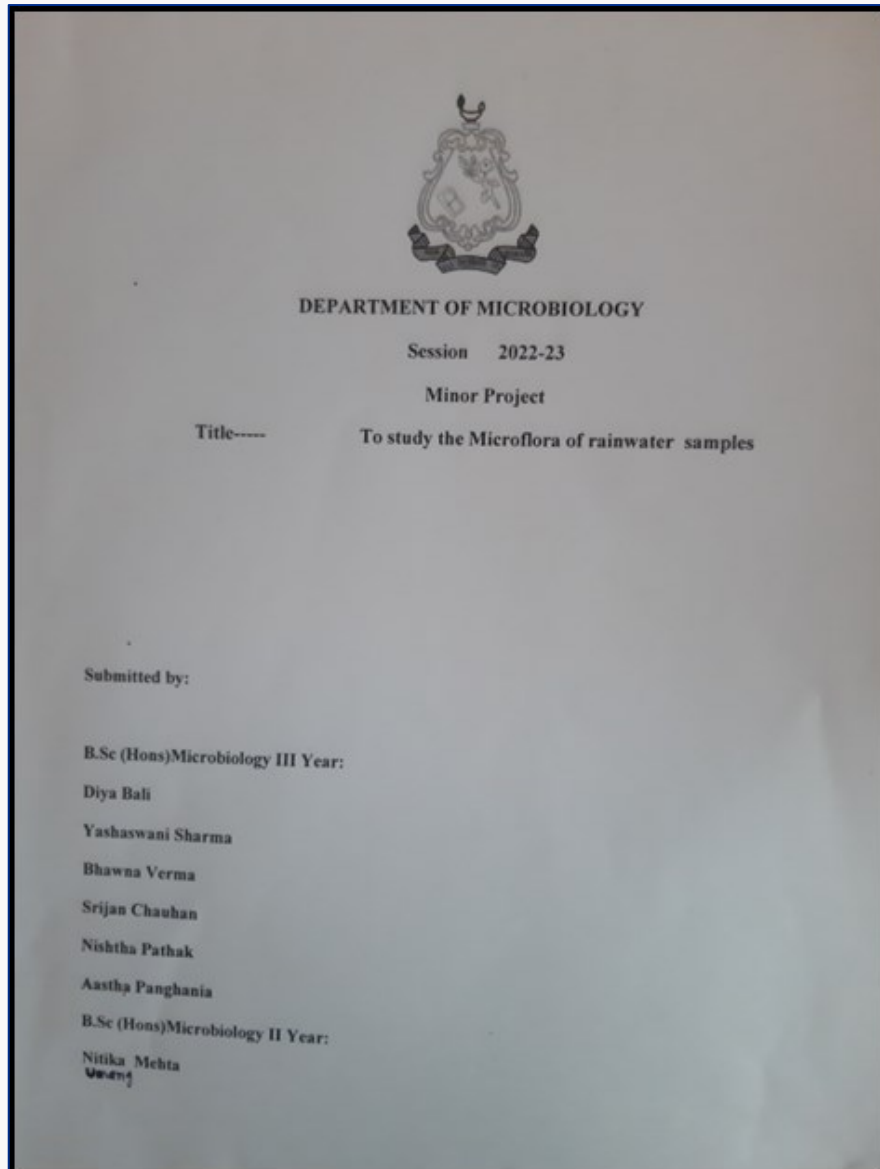 DEPARTMENT OF MICROBIOLOGY
Session 2022-23
Minor Project
Title----- To study the Microflora of rainwater samples
Submitted by:
B.Sc (Hons)Microbiology III Year:
Diya Bali
Yashaswani Sharma
Bhawna Verma
Srijan Chauhan
Nishtha Pathak
Aastha Panghania
B.Sc (Hons)Microbiology II Year:
Nitika Mehta